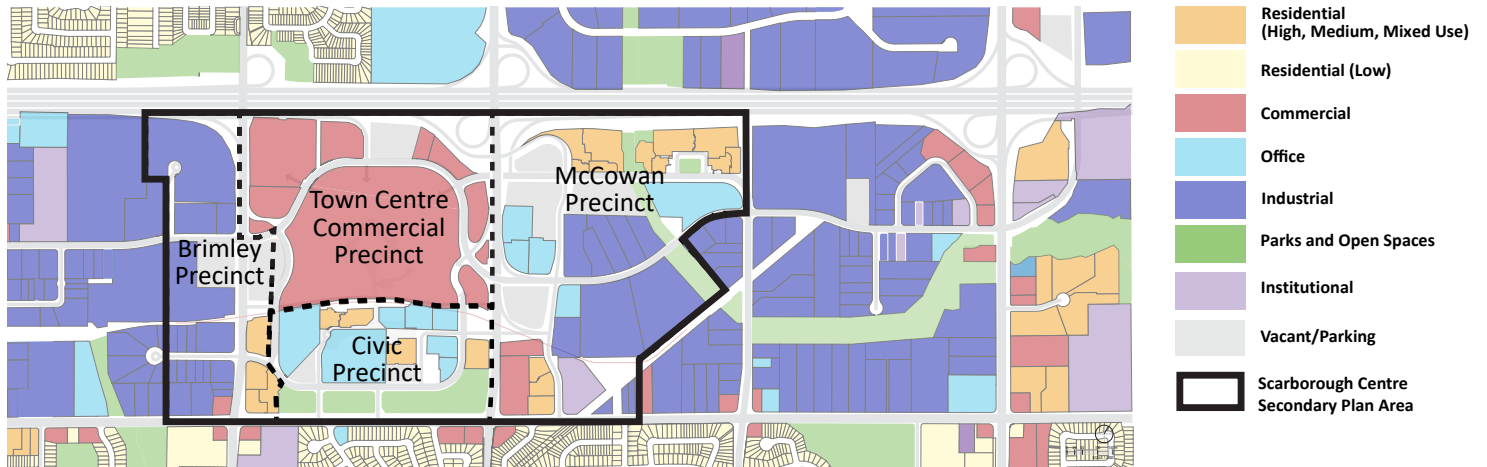 McCowan
Precinct
Town Centre
Commercial
Precinct
Brimley
Precinct
Civic
Precinct
Residential
(High, Medium, Mixed Use)
Residential (Low)
Commercial
Office
Industrial
Parks and Open Spaces
Institutional
Vacant/Parking
Scarborough Centre
Secondary Plan Area